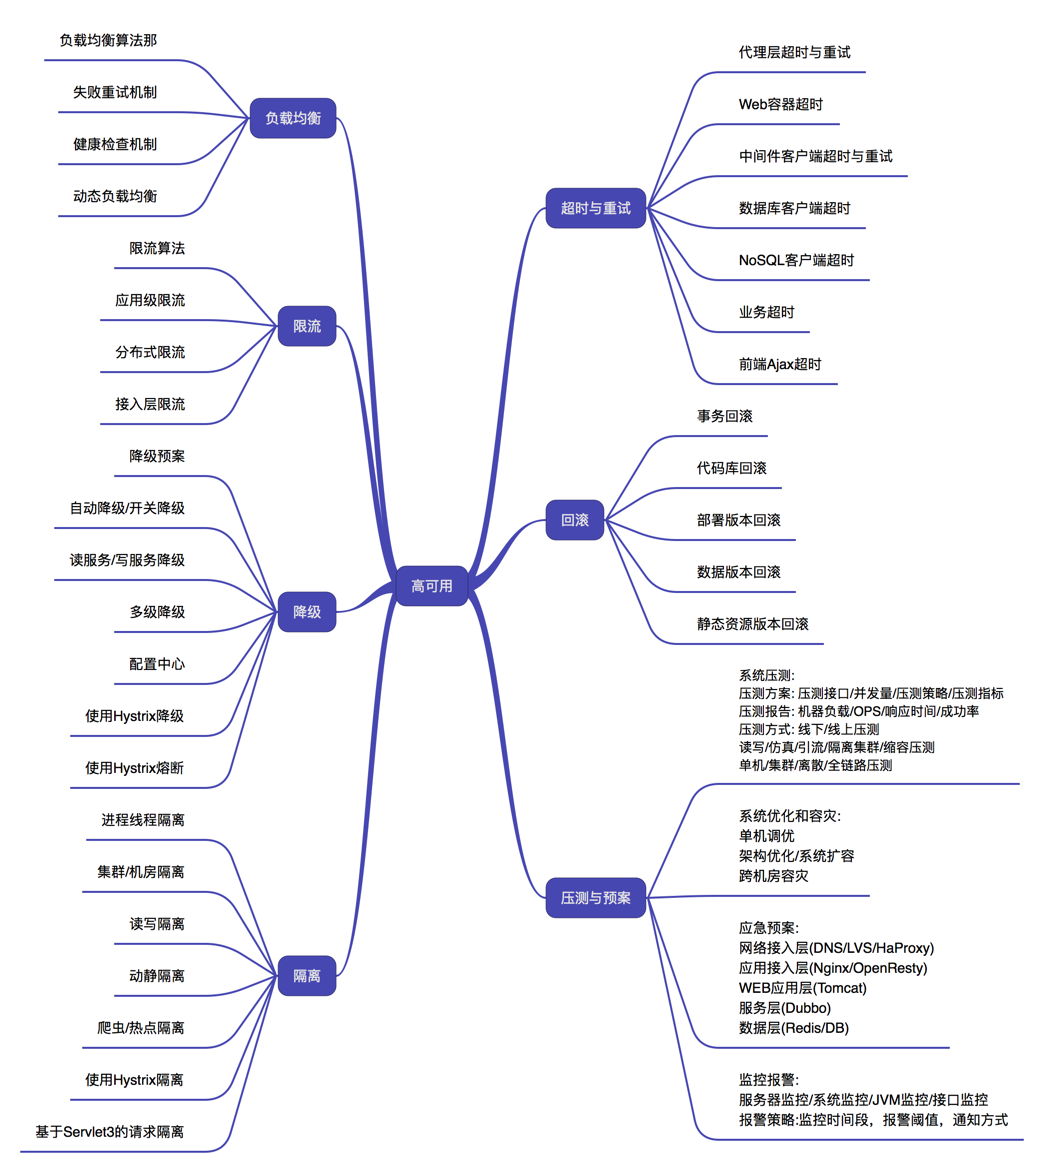 高可用
负载均衡
负载均衡算法那
失败重试机制
健康检查机制
动态负载均衡
限流
限流算法
应用级限流
分布式限流
接入层限流
降级
降级预案
自动降级/开关降级
读服务/写服务降级
多级降级
配置中心
使用Hystrix降级
使用Hystrix熔断
隔离
进程线程隔离
集群/机房隔离
读写隔离
动静隔离
爬虫/热点隔离
使用Hystrix隔离
基于Servlet3的请求隔离
超时与重试
代理层超时与重试
Web容器超时
中间件客户端超时与重试
数据库客户端超时
NoSQL客户端超时
业务超时
前端Ajax超时
回滚
事务回滚
代码库回滚
部署版本回滚
数据版本回滚
静态资源版本回滚
压测与预案
系统压测:
压测方案: 压测接口/并发量/压测策略/压测指标
压测报告: 机器负载/OPS/响应时间/成功率
压测方式: 线下/线上压测
读写/仿真/引流/隔离集群/缩容压测
单机/集群/离散/全链路压测
系统优化和容灾:
单机调优
架构优化/系统扩容
跨机房容灾
应急预案:
网络接入层(DNS/LVS/HaProxy)
应用接入层(Nginx/OpenResty)
WEB应用层(Tomcat)
服务层(Dubbo)
数据层(Redis/DB)
监控报警:
服务器监控/系统监控/JVM监控/接口监控
报警策略:监控时间段，报警阈值，通知方式